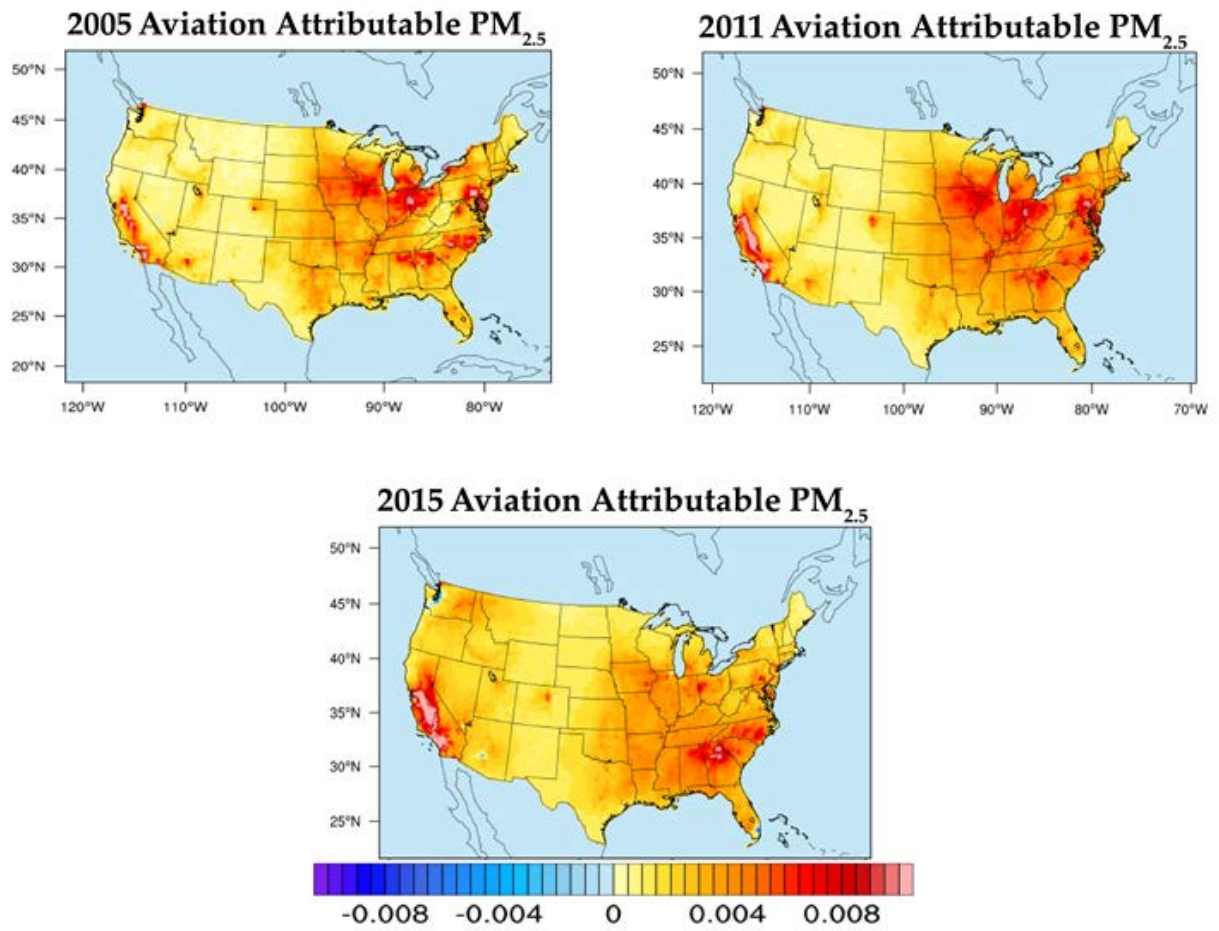 2005 Aviation Attributable PM2.5
2011 Aviation Attributable PM2.5
50°N
45°N
40°N
35°N
30°N
25°N
20°N
120°W 110°W 100°W 90°W 80°W
50°N
45°N
40°N
35°N
30°N
25°N
120°W 110°W 100°W 90°W 80°W 70°W
2015 Aviation Attributable PM2.5
50°N
45°N
40°N
35°N
30°N
25°N
-0.008 -0.004 0 0.004 0.008